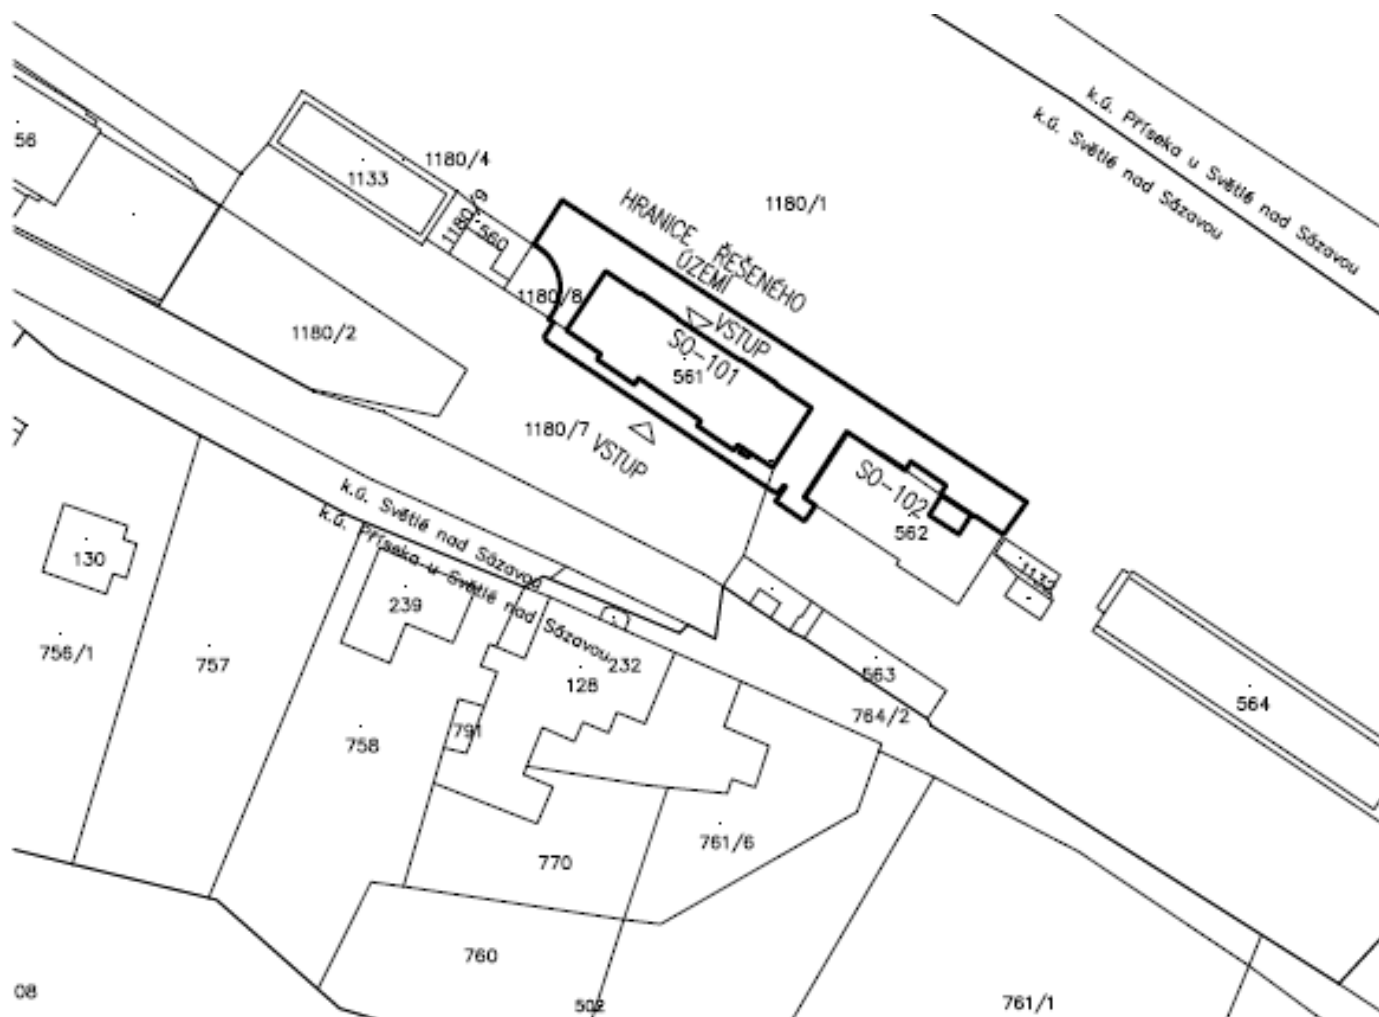 k.ú. Příseka u Světlé nad Sázavou
k.ú. Světlé nad Sázavou
56
1180/4
1133
1180/9
560
1180/1
HRANICE ŘEŠENÉHO
ÚZEMÍ
1180/8
1180/2
VSTUP
SO-101
561
1180/7
VSTUP
SO-102
562
k.ú. Světlé nad Sázavou
k.ú. Příseka u Světlé nad Sázavou
130
239
756/1
757
232
128
563
564
764/2
758
791
761/6
770
760
08
502
761/1